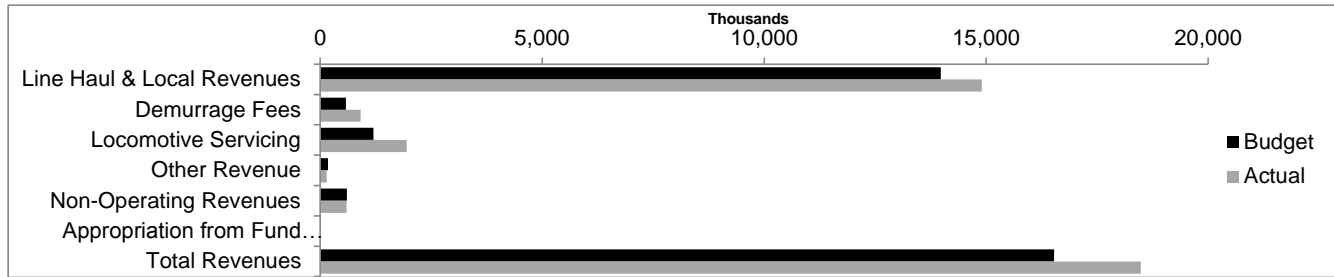 Thousands
0 5,000 10,000 15,000 20,000
Line Haul & Local Revenues
Demurrage Fees
Locomotive Servicing
Other Revenue
Non-Operating Revenues
Appropriation from Fund…
Total Revenues
Budget
Actual